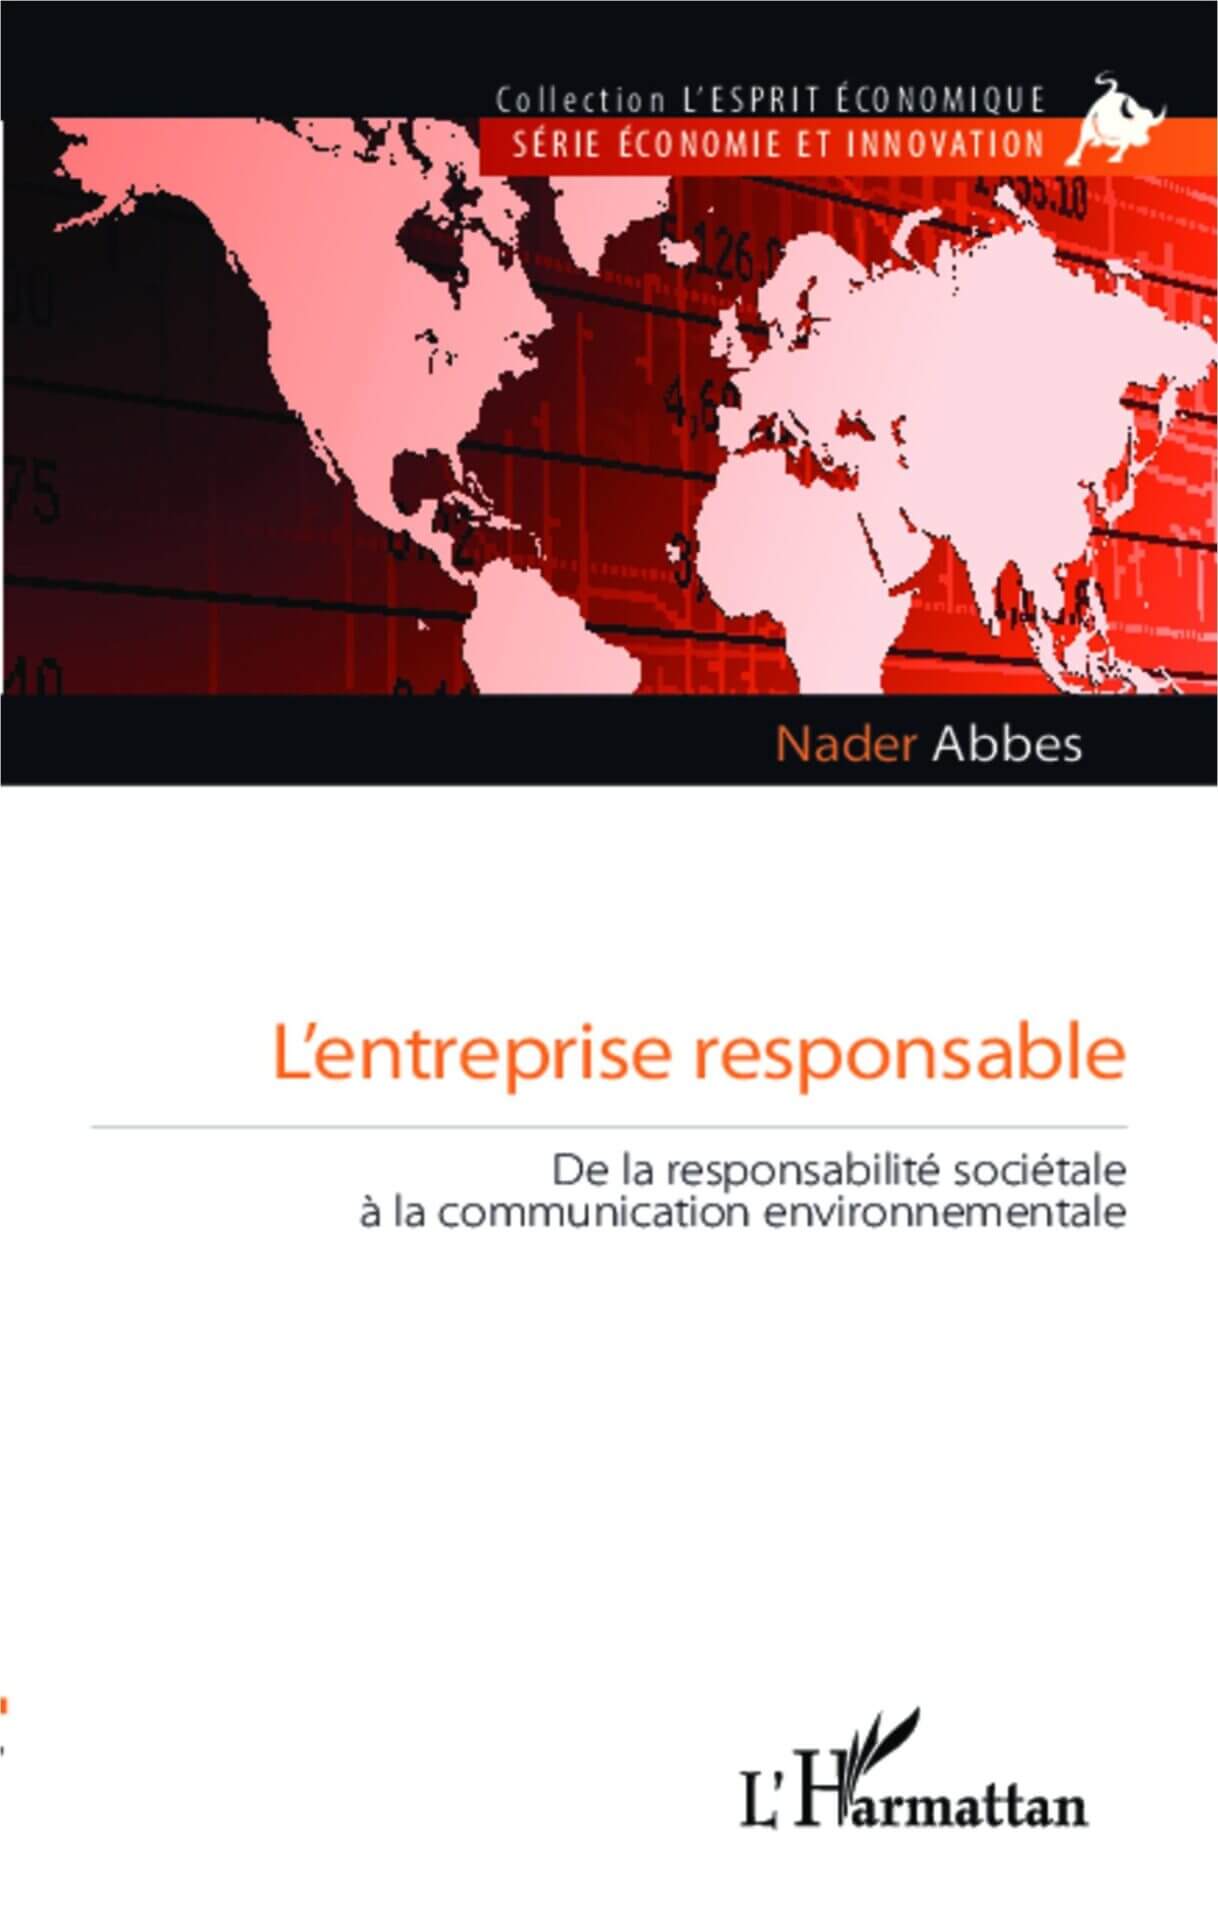 Collection L'ESPRIT ÉCONOMIQUE
SÉRIE ÉCONOMIE ET INNOVATION
75
Nader Abbes
L'entreprise responsable
De la responsabilité sociétale
à la communication environnementale
L'Harmattan